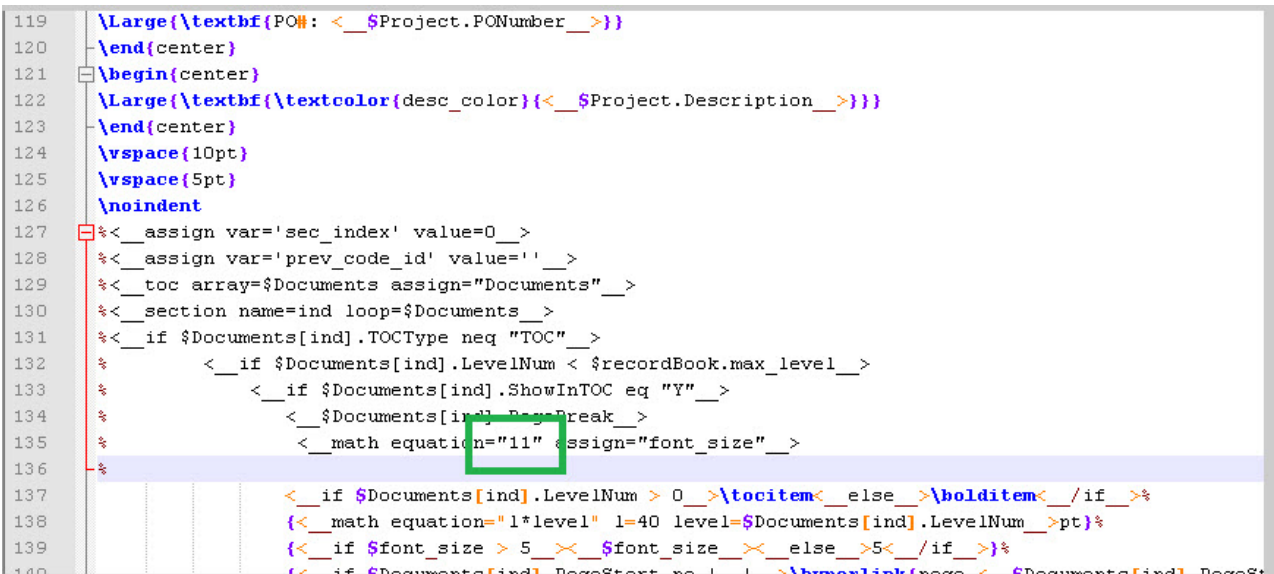 119 \Large{\textbf{PO#: <__$Project.PONumber__>}}
120 \end{center}
121 \begin{center}
122 \Large{\textbf{\textcolor{desc_color}{<__$Project.Description__>}}}
123 \end{center}
124 \vspace{10pt}
125 \vspace{5pt}
126 \noindent
127 %<__assign var='sec_index' value=0__>
128 %<__assign var='prev_code_id' value=''__>
129 %<__toc array=$Documents assign="Documents"__>
130 %<__section name=ind loop=$Documents__>
131 %<__if $Documents[ind].TOCType neq "TOC"__>
132 % <__if $Documents[ind].LevelNum < $recordBook.max_level__>
133 % <__if $Documents[ind].ShowInTOC eq "Y"__>
134 % <__$Documents[ind].PageBreak__>
135 % <__math equation="11" assign="font_size"__>
136 %
137 <__if $Documents[ind].LevelNum > 0__>\tocitem<__else__>\bolditem<__/if__>%
138 {<__math equation="l*level" l=40 level=$Documents[ind].LevelNum__>pt}%
139 {<__if $font_size > 5__><__$font_size__><__else__>5<__/if__>}%
140